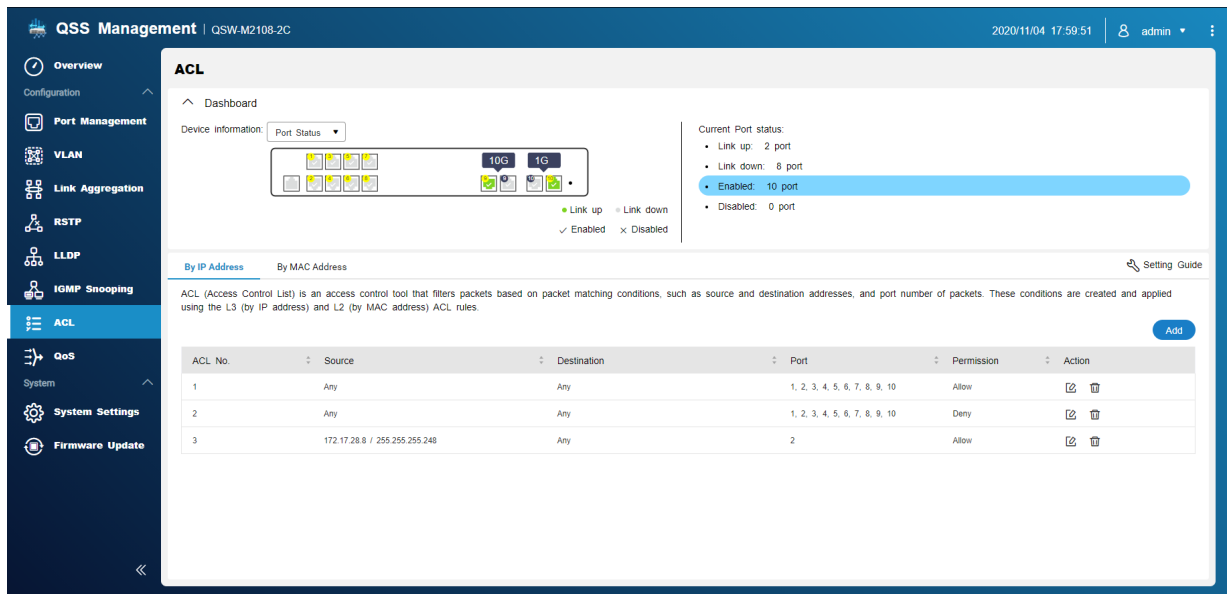 QSS Management | QSW-M2108-2C
2020/11/04 17:59:51
admin
Overview
Configuration
Port Management
VLAN
Link Aggregation
RSTP
LLDP
IGMP Snooping
ACL
QoS
System
System Settings
Firmware Update
ACL
Dashboard
Device information: Port Status
10G 1G
Link up Link down
Enabled Disabled
Current Port status:
Link up: 2 port
Link down: 8 port
Enabled: 10 port
Disabled: 0 port
By IP Address By MAC Address
Setting Guide
ACL (Access Control List) is an access control tool that filters packets based on packet matching conditions, such as source and destination addresses, and port number of packets. These conditions are created and applied
using the L3 (by IP address) and L2 (by MAC address) ACL rules.
Add
ACL No. Source Destination Port Permission Action
1 Any Any 1, 2, 3, 4, 5, 6, 7, 8, 9, 10 Allow
2 Any Any 1, 2, 3, 4, 5, 6, 7, 8, 9, 10 Deny
3 172.17.28.8 / 255.255.255.248 Any 2 Allow